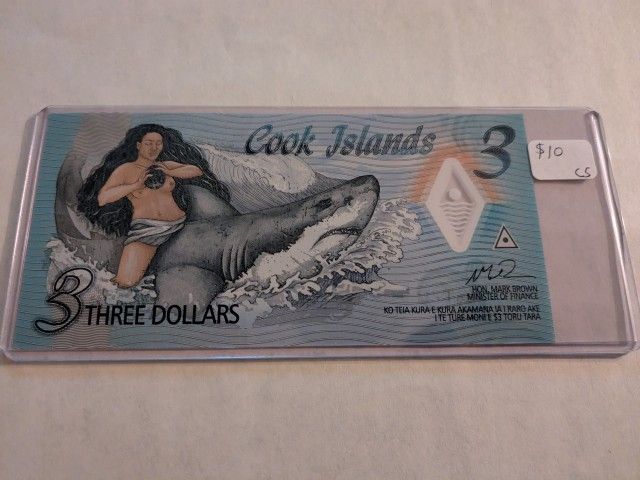 Cook Islands
3
$10
CS
HON. MARK BROWN
MINISTER OF FINANCE
3 THREE DOLLARS
KO TEIA KURA E KURA AKAMANA IA I RARO AKE
I TE TURE MONI E $3 TORU TARA